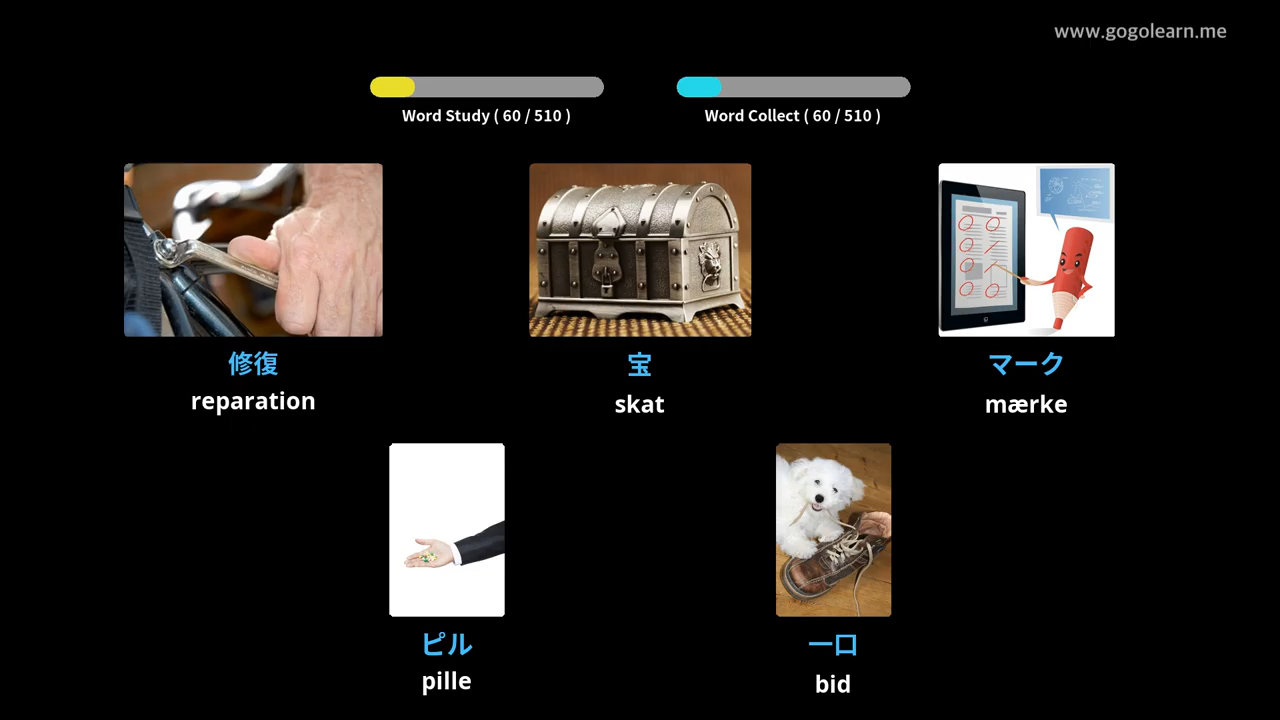 www.gogolearn.me
Word Study ( 60 / 510 )
Word Collect ( 60 / 510 )
修復
reparation
宝
skat
マーク
mærke
ピル
pille
一口
bid